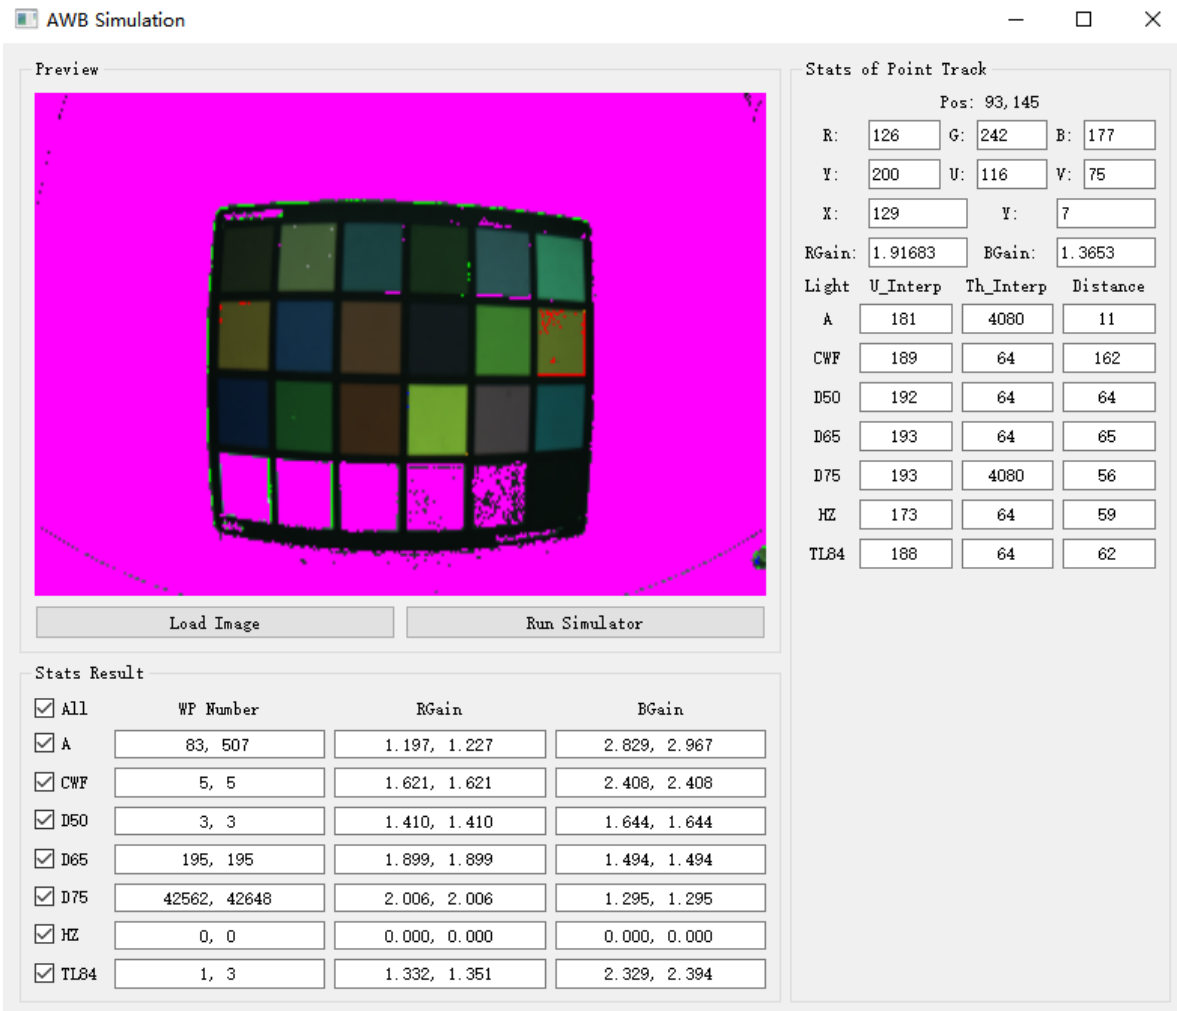 AWB Simulation
Preview
Stats of Point Track
Pos: 93,145
R: 126 G: 242 B: 177
Y: 200 U: 116 V: 75
X: 129 Y: 7
RGain: 1.91683 BGain: 1.3653
Light U_Interp Th_Interp Distance
A 181 4080 11
CWF 189 64 162
D50 192 64 64
D65 193 64 65
D75 193 4080 56
HZ 173 64 59
TL84 188 64 62
Load Image Run Simulator
Stats Result
All WP Number RGain BGain
A 83, 507 1.197, 1.227 2.829, 2.967
CWF 5, 5 1.621, 1.621 2.408, 2.408
D50 3, 3 1.410, 1.410 1.644, 1.644
D65 195, 195 1.899, 1.899 1.494, 1.494
D75 42562, 42648 2.006, 2.006 1.295, 1.295
HZ 0, 0 0.000, 0.000 0.000, 0.000
TL84 1, 3 1.332, 1.351 2.329, 2.394